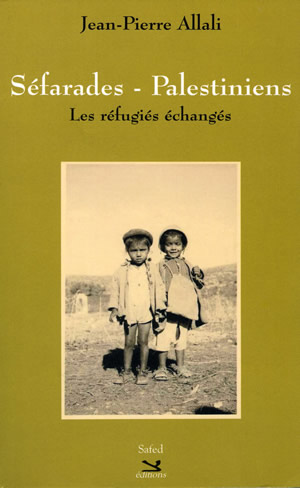 Jean-Pierre Allali
Séfarades - Palestiniens
Les réfugiés échangés
Safed
éditions